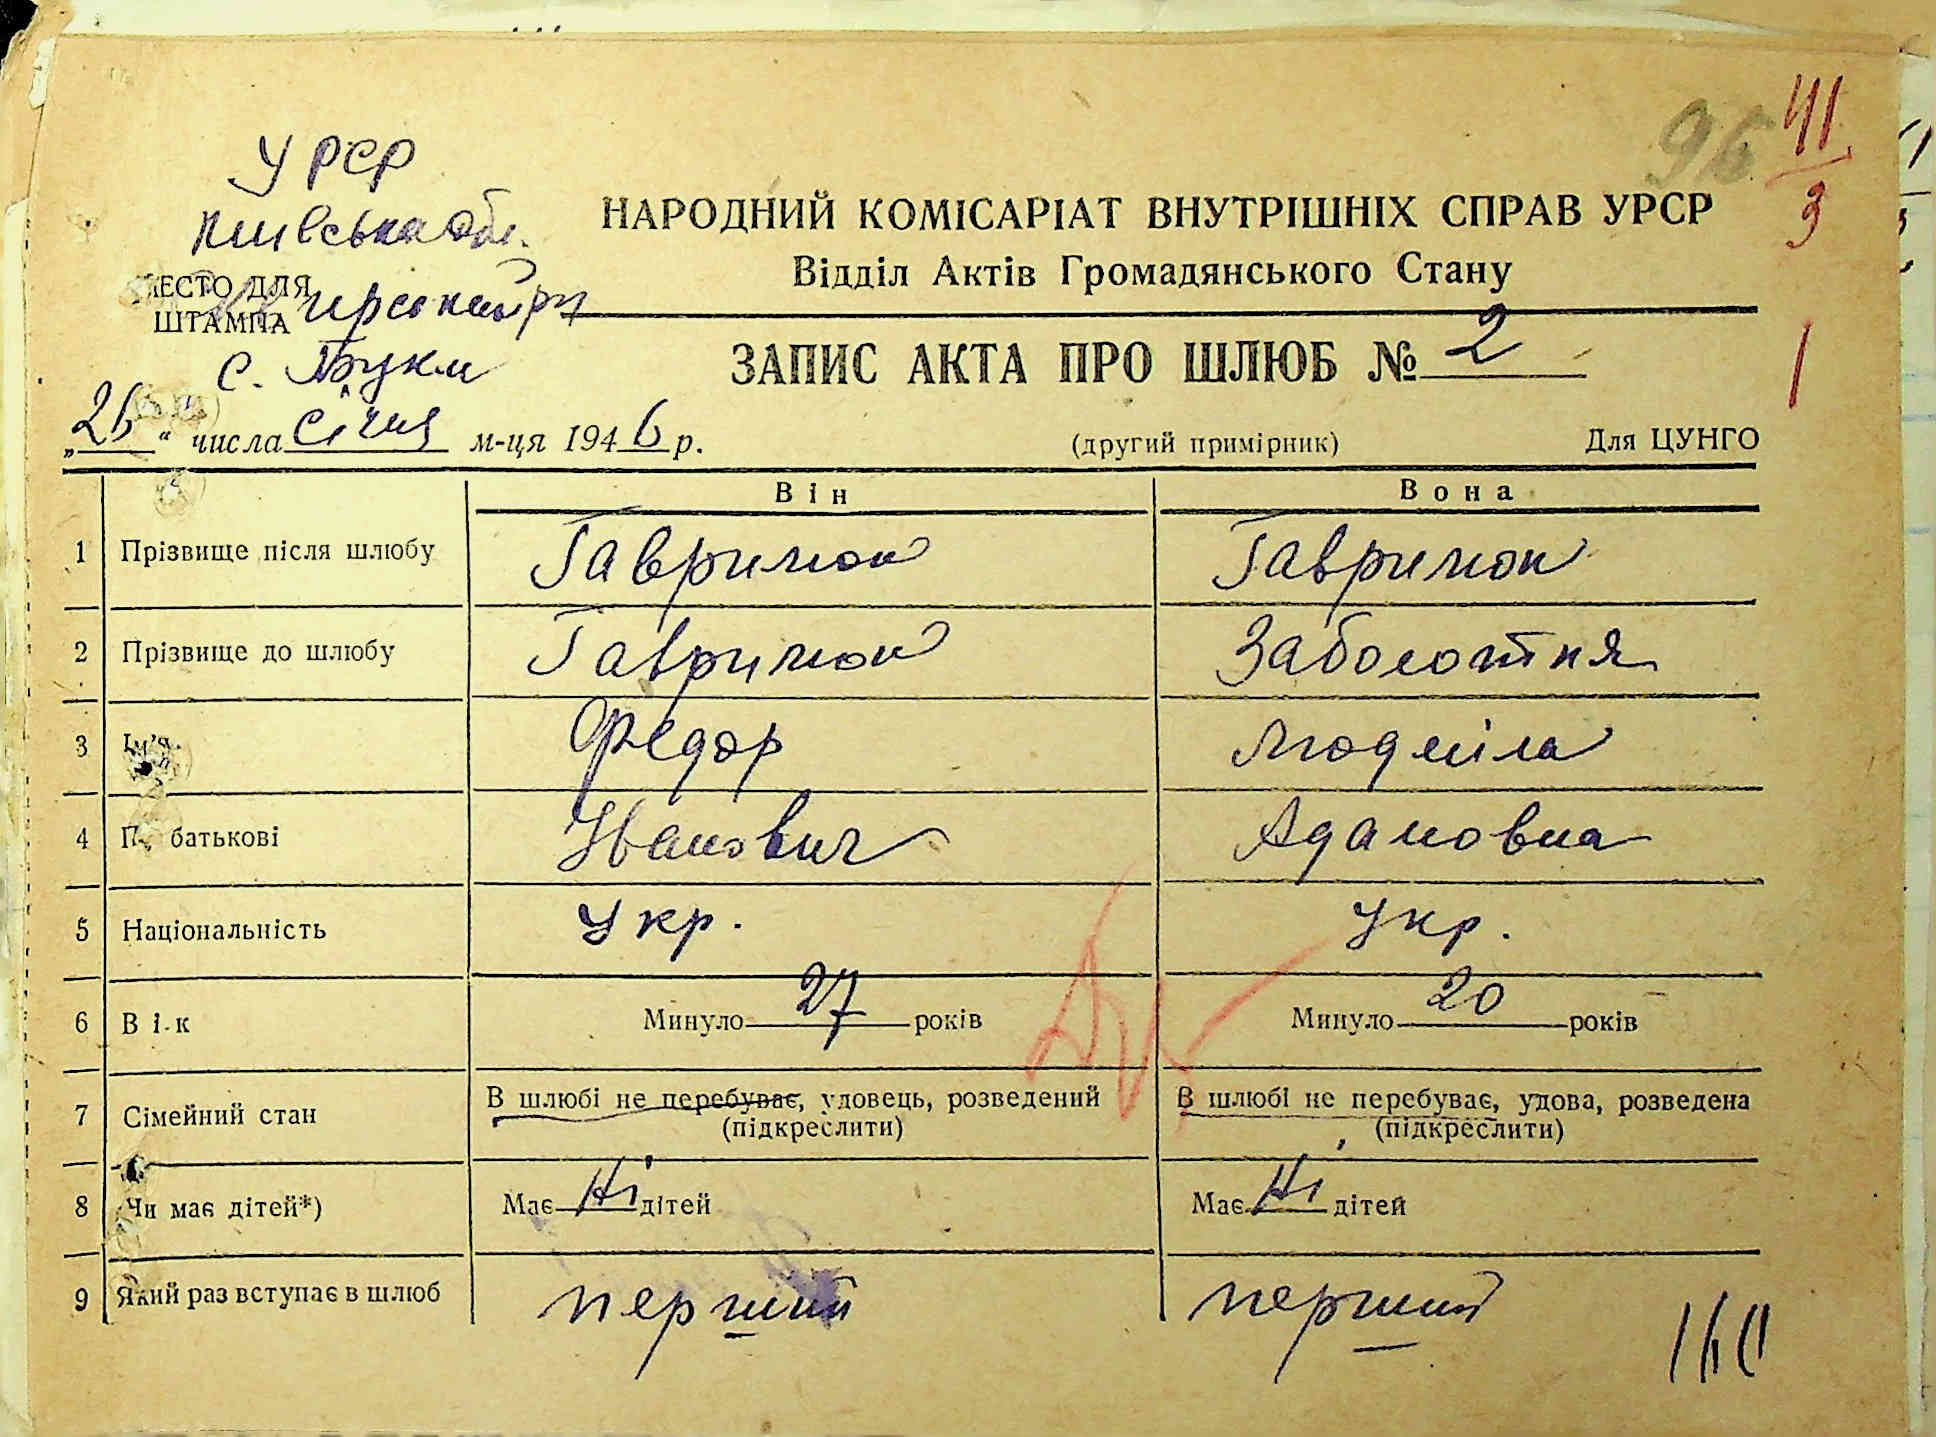 УРСР
Київська обл.
МЕСТО ДЛЯ
ШТАМПА
с. Буки
96
41
3
1
НАРОДНИЙ КОМІСАРІАТ ВНУТРІШНІХ СПРАВ УРСР
Відділ Актів Громадянського Стану
ЗАПИС АКТА ПРО ШЛЮБ № 2
„26“ числа січня м-ця 1946 р. (другий примірник) Для ЦУНГО
Він Вона
1 Прізвище після шлюбу Гаврилюк Гаврилюк
2 Прізвище до шлюбу Гаврилюк Заболотня
3 Ім'я Федор Людміла
4 По батькові Іванович Адамовна
5 Національність Укр. Укр.
6 Вік Минуло 27 років Минуло 20 років
7 Сімейний стан В шлюбі не перебуває, удовець, розведений В шлюбі не перебуває, удова, розведена
(підкреслити) (підкреслити)
8 Чи має дітей*) Має Ні дітей Має Ні дітей
9 Який раз вступає в шлюб перший перший